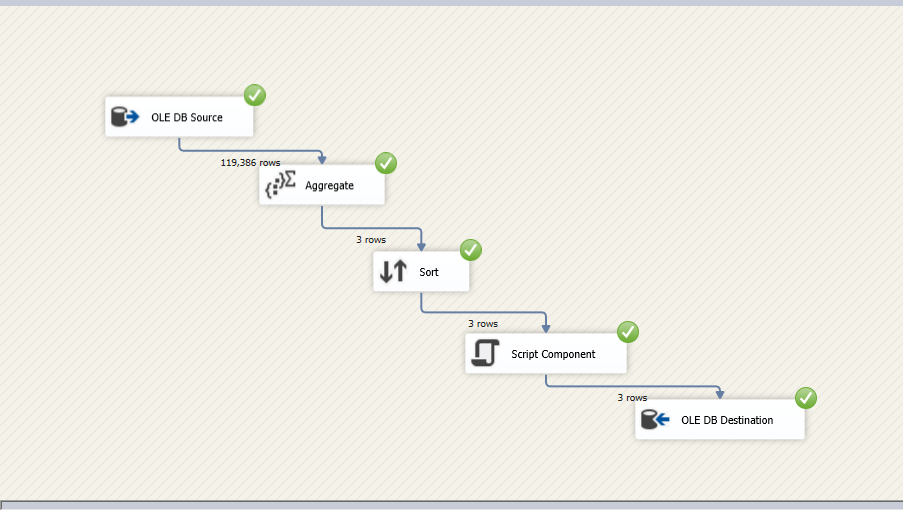 OLE DB Source
119,386 rows
Aggregate
3 rows
Sort
3 rows
Script Component
3 rows
OLE DB Destination